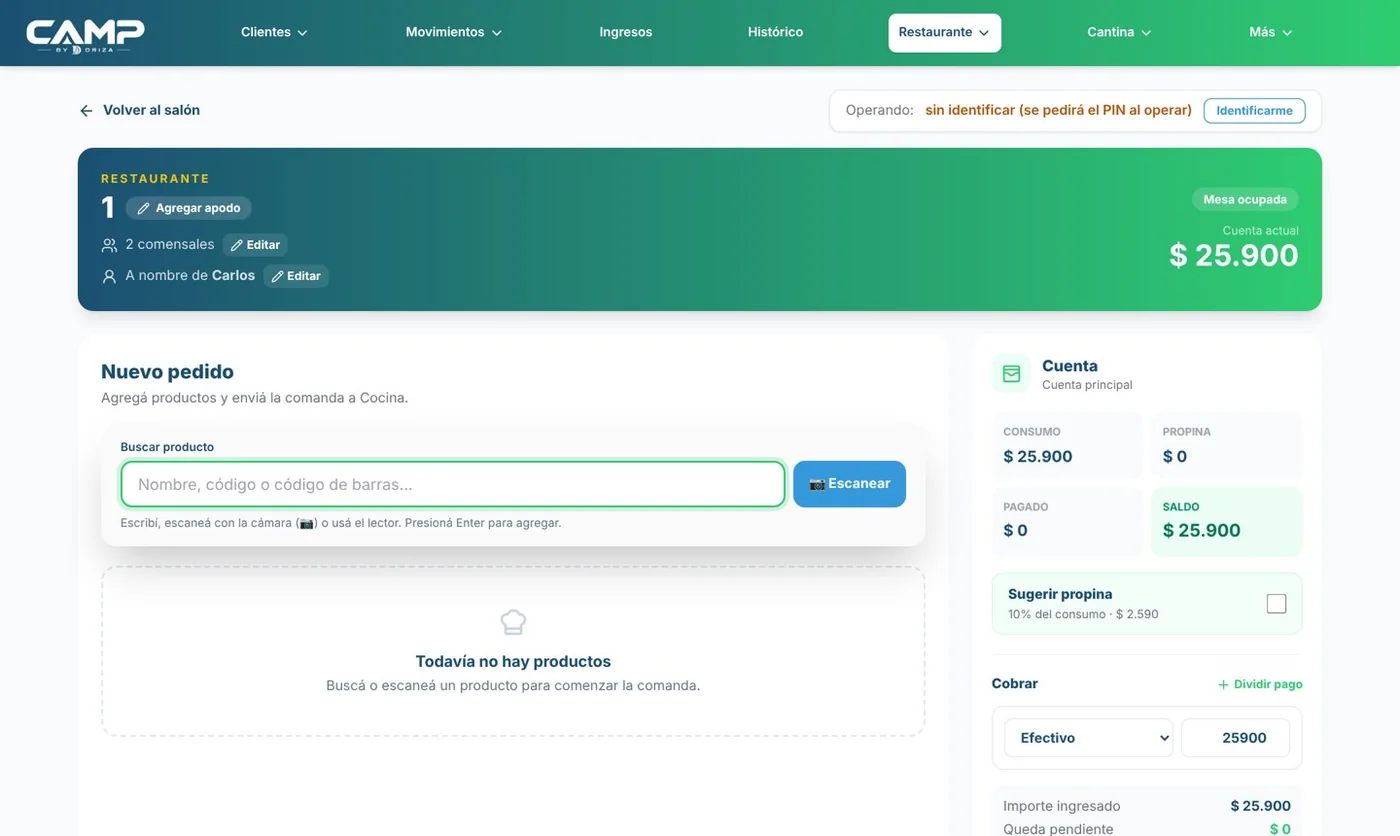 CAMP
BY DRIZA
Clientes
Movimientos
Ingresos
Histórico
Restaurante
Cantina
Más
Volver al salón
Operando: sin identificar (se pedirá el PIN al operar) Identificarme
RESTAURANTE
1 Agregar apodo
2 comensales Editar
A nombre de Carlos Editar
Mesa ocupada
Cuenta actual
$ 25.900
Nuevo pedido
Agregá productos y enviá la comanda a Cocina.
Buscar producto
Nombre, código o código de barras...
📷 Escanear
Escribí, escaneá con la cámara (📷) o usá el lector. Presioná Enter para agregar.
Todavía no hay productos
Buscá o escaneá un producto para comenzar la comanda.
Cuenta
Cuenta principal
CONSUMO
$ 25.900
PROPINA
$ 0
PAGADO
$ 0
SALDO
$ 25.900
Sugerir propina
10% del consumo · $ 2.590
Cobrar
+ Dividir pago
Efectivo
25900
Importe ingresado $ 25.900
Queda pendiente $ 0